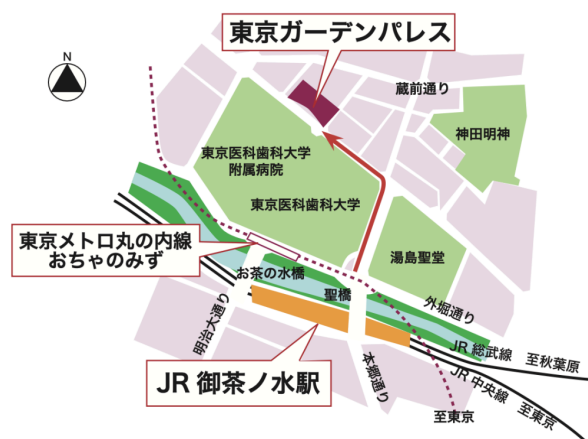 東京ガーデンパレス
N
蔵前通り
神田明神
東京医科歯科大学
附属病院
東京医科歯科大学
湯島聖堂
東京メトロ丸の内線
おちゃのみず
お茶の水橋
聖橋
外堀通り
明治大通り
本郷通り
JR 総武線 至秋葉原
JR 中央線 至東京
JR 御茶ノ水駅
至東京